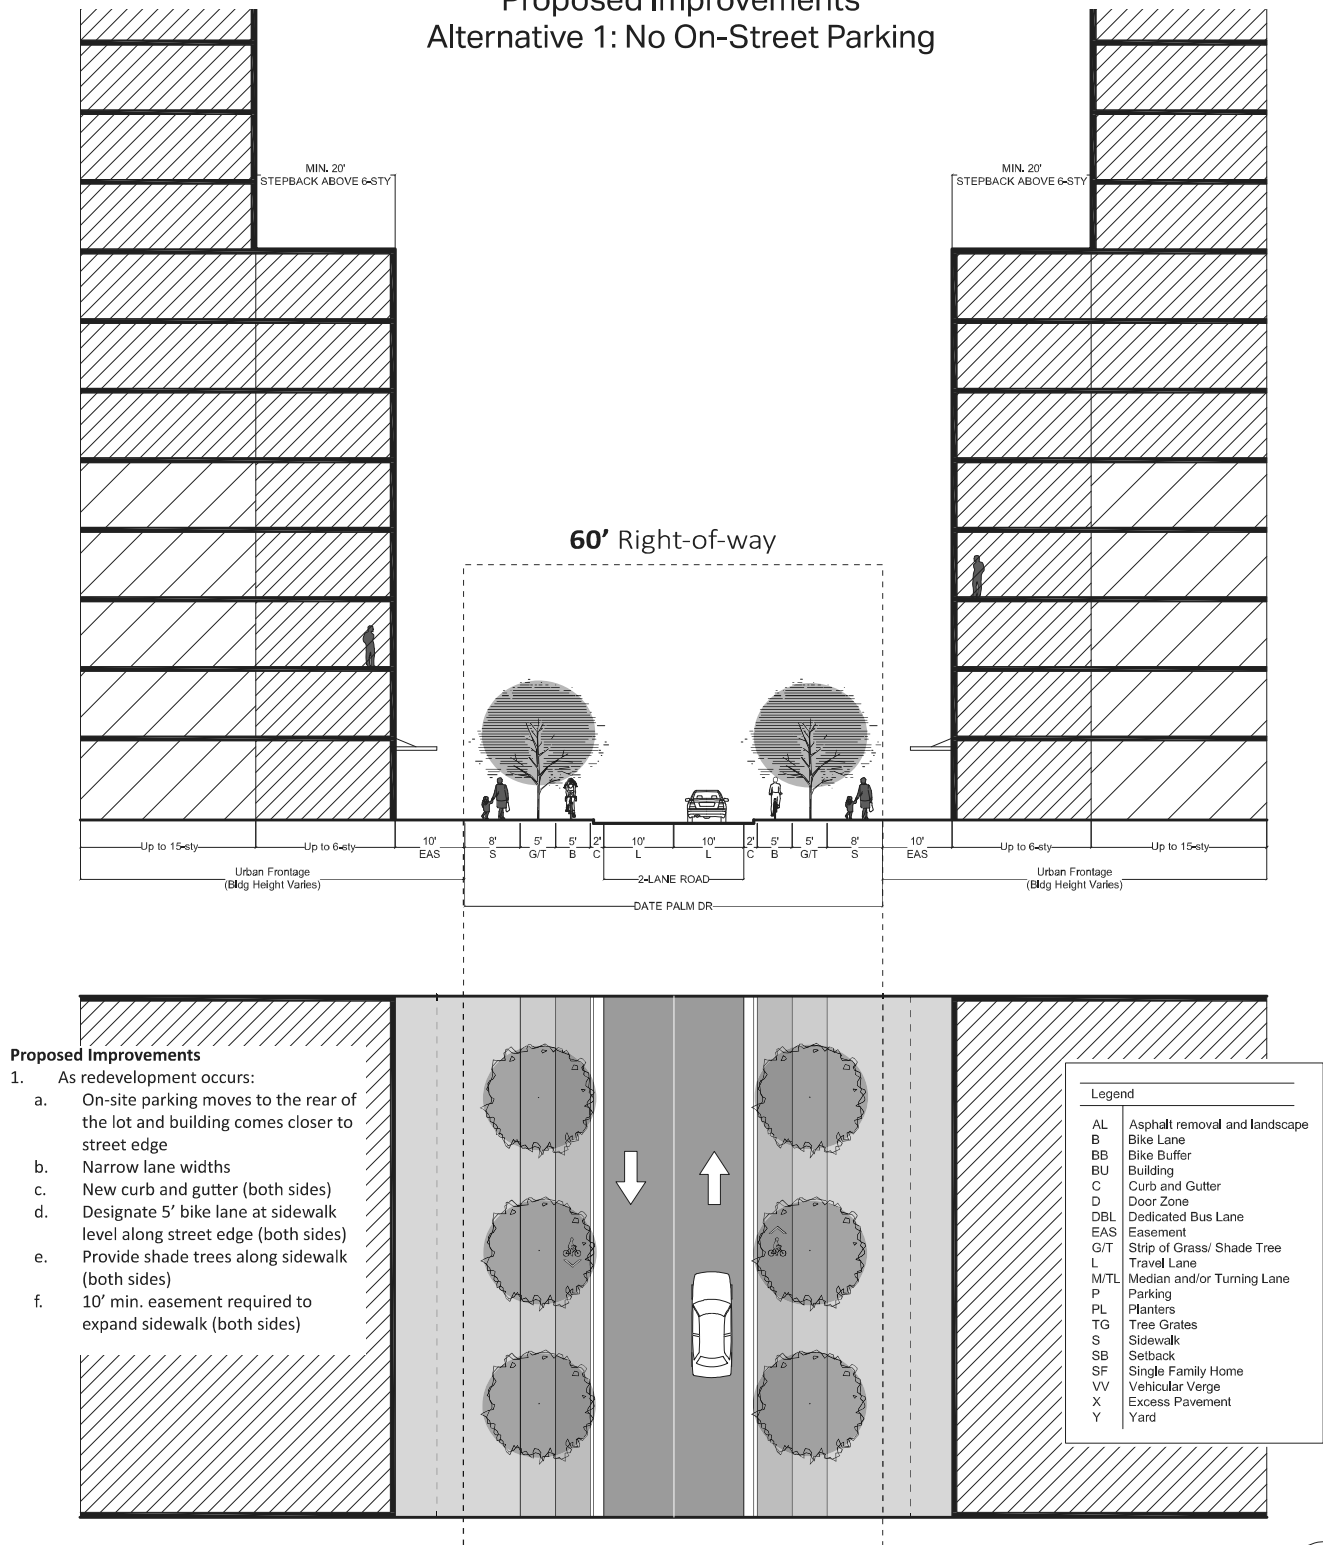 Proposed Improvements
Alternative 1: No On-Street Parking
MIN. 20'
STEPBACK ABOVE 6-STY
MIN. 20'
STEPBACK ABOVE 6-STY
60’ Right-of-way
Up to 15-sty
Up to 6-sty
10'
EAS
8'
S
5'
G/T
5'
B
2'
C
10'
L
10'
L
2'
C
5'
B
5'
G/T
8'
S
10'
EAS
Up to 6-sty
Up to 15-sty
Urban Frontage
(Bldg Height Varies)
2-LANE ROAD
Urban Frontage
(Bldg Height Varies)
DATE PALM DR
Proposed Improvements
1. As redevelopment occurs:
a. On-site parking moves to the rear of
the lot and building comes closer to
street edge
b. Narrow lane widths
c. New curb and gutter (both sides)
d. Designate 5’ bike lane at sidewalk
level along street edge (both sides)
e. Provide shade trees along sidewalk
(both sides)
f. 10’ min. easement required to
expand sidewalk (both sides)
Legend
AL Asphalt removal and landscape
B Bike Lane
BB Bike Buffer
BU Building
C Curb and Gutter
D Door Zone
DBL Dedicated Bus Lane
EAS Easement
G/T Strip of Grass/ Shade Tree
L Travel Lane
M/TL Median and/or Turning Lane
P Parking
PL Planters
TG Tree Grates
S Sidewalk
SB Setback
SF Single Family Home
VV Vehicular Verge
X Excess Pavement
Y Yard